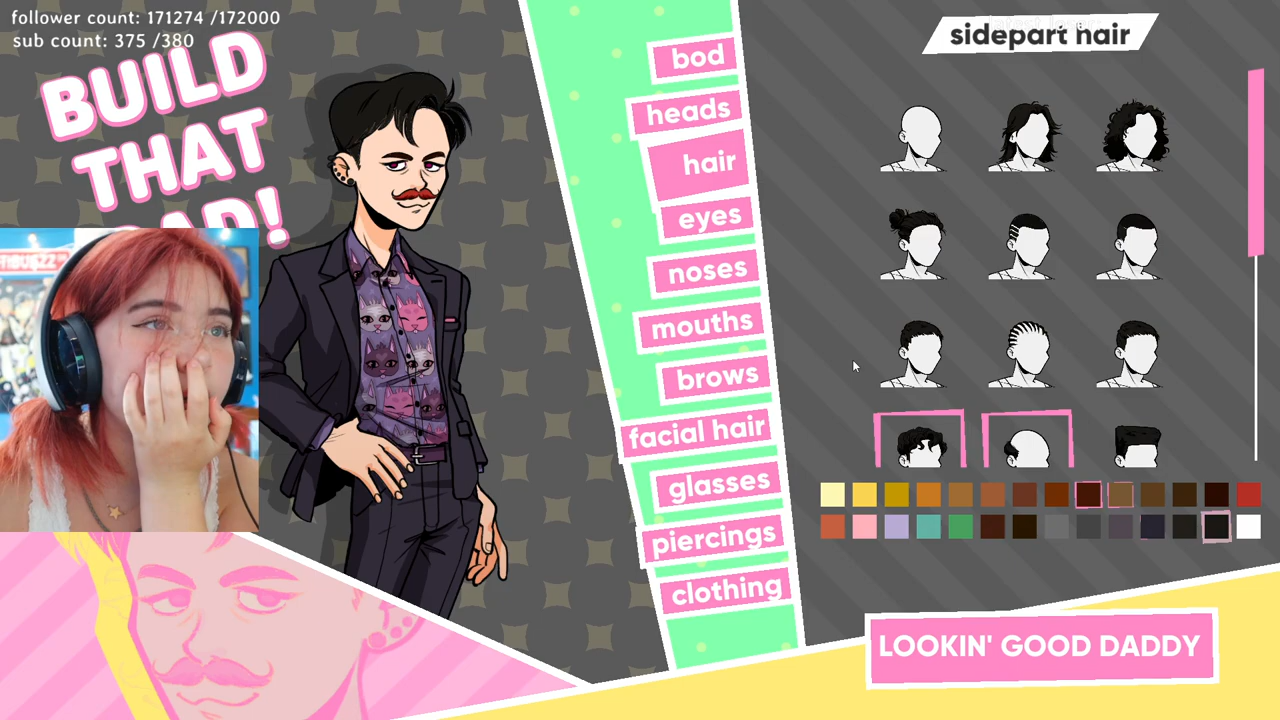 follower count: 171274 /172000
sub count: 375 /380
BUILD
THAT
DAD!
bod
heads
hair
eyes
noses
mouths
brows
facial hair
glasses
piercings
clothing
sidepart hair
LOOKIN' GOOD DADDY